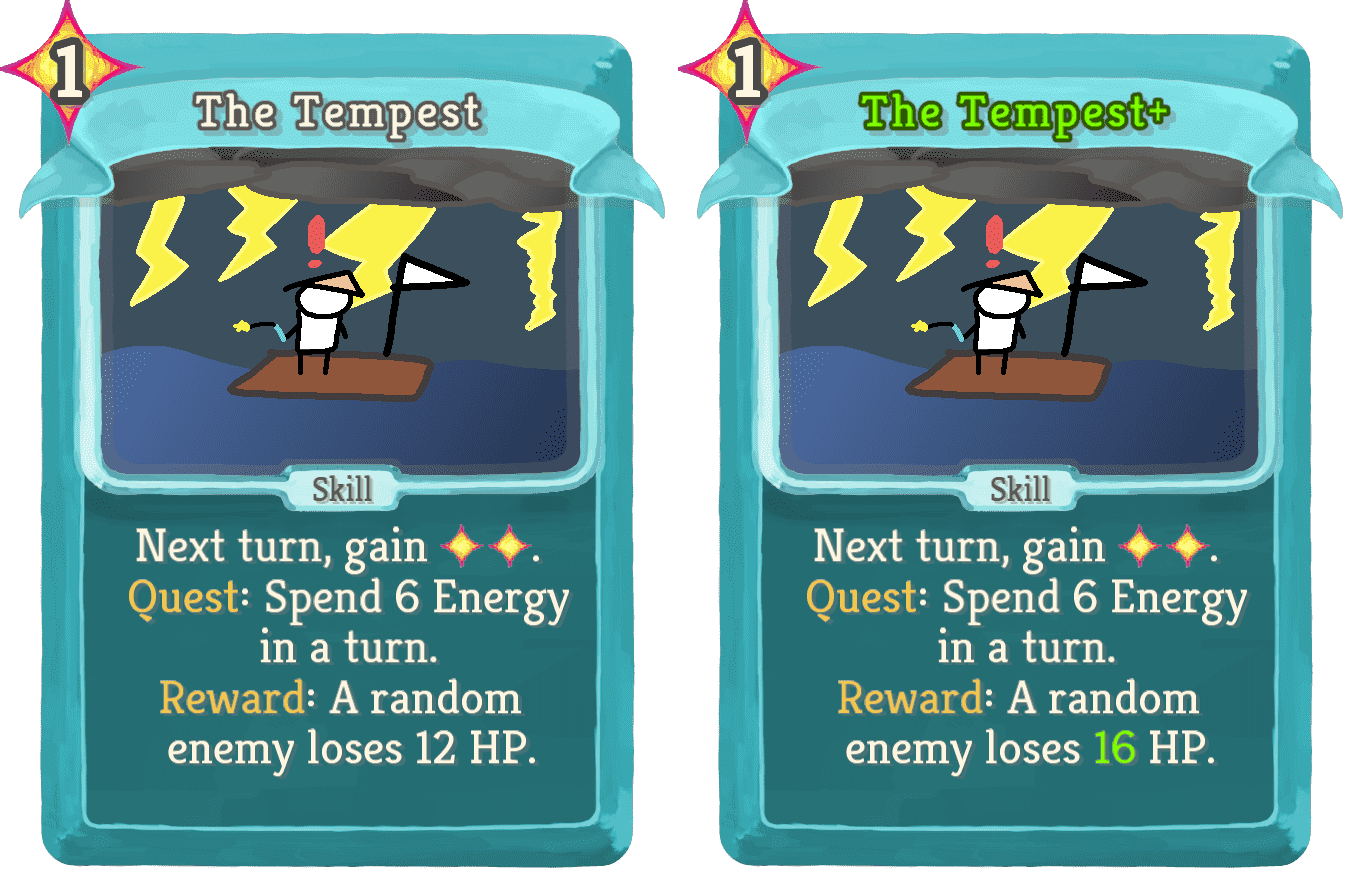 1
The Tempest
Skill
Next turn, gain
.
Quest: Spend 6 Energy
in a turn.
Reward: A random
enemy loses 12 HP.
1
The Tempest+
Skill
Next turn, gain
.
Quest: Spend 6 Energy
in a turn.
Reward: A random
enemy loses 16 HP.